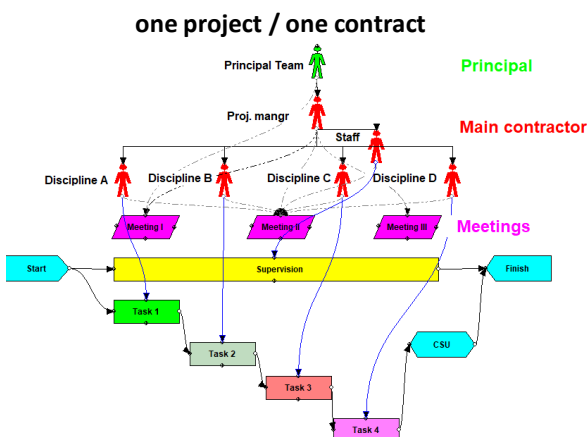 one project / one contract
Principal Team
Principal
Proj. mangr
Main contractor
Staff
Discipline A
Discipline B
Discipline C
Discipline D
Meeting I
Meeting II
Meeting III
Meetings
Start
Supervision
Finish
Task 1
Task 2
CSU
Task 3
Task 4